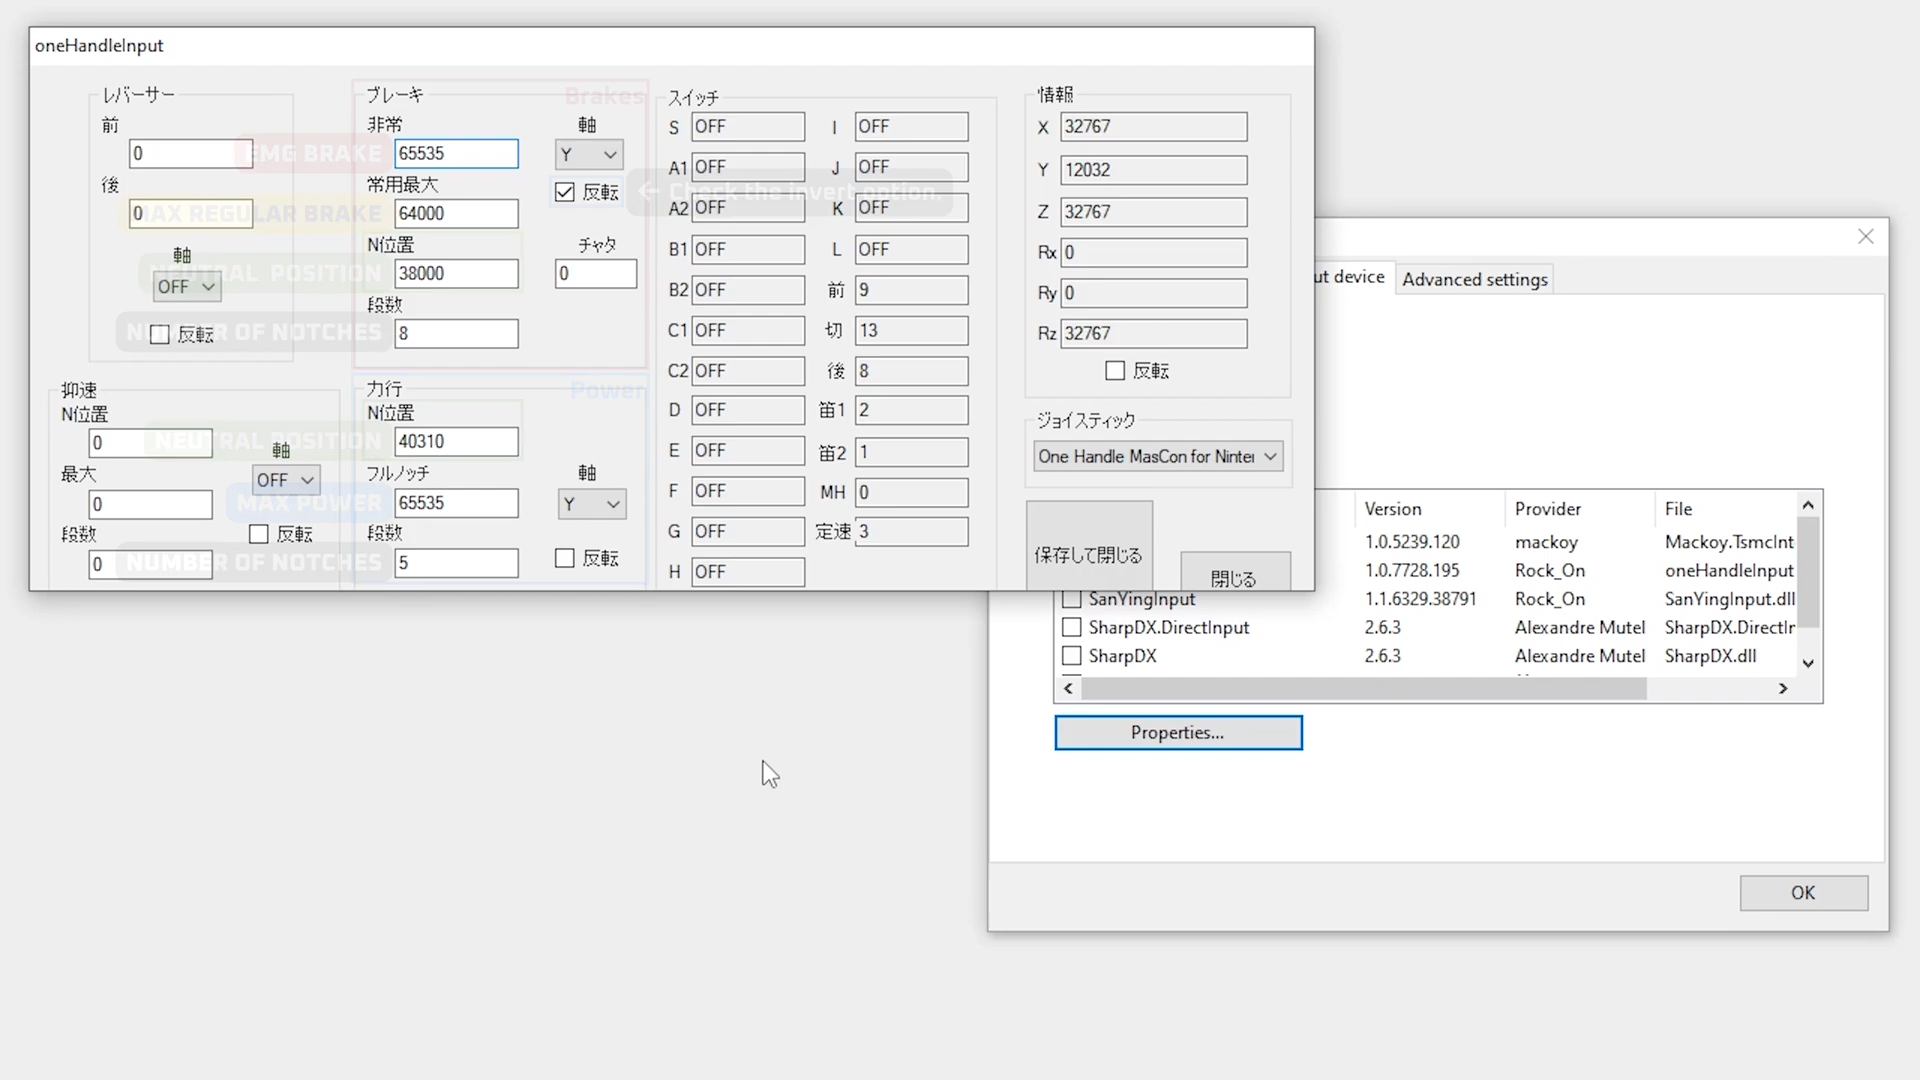 oneHandleInput
レバーサー
前
0
後
0
軸
OFF
反転
抑速
N位置
0
最大
0
段数
0
軸
OFF
反転
ブレーキ
Brakes
非常
EMG BRAKE
65535
軸
Y
反転
← Check the invert option.
常用最大
MAX REGULAR BRAKE
64000
N位置
NEUTRAL POSITION
38000
チャタ
0
段数
NUMBER OF NOTCHES
8
力行
Power
N位置
NEUTRAL POSITION
40310
フルノッチ
MAX POWER
65535
軸
Y
段数
NUMBER OF NOTCHES
5
反転
スイッチ
S OFF
A1 OFF
A2 OFF
B1 OFF
B2 OFF
C1 OFF
C2 OFF
D OFF
E OFF
F OFF
G OFF
H OFF
I OFF
J OFF
K OFF
L OFF
前 9
切 13
後 8
笛1 2
笛2 1
MH 0
定速 3
情報
X 32767
Y 12032
Z 32767
Rx 0
Ry 0
Rz 32767
反転
ジョイスティック
One Handle MasCon for Ninter
保存して閉じる
閉じる
ut device
Advanced settings
Version Provider File
1.0.5239.120 mackoy Mackoy.TsmcInt
1.0.7728.195 Rock_On oneHandleInput
SanYingInput 1.1.6329.38791 Rock_On SanYingInput.dll
SharpDX.DirectInput 2.6.3 Alexandre Mutel SharpDX.DirectIr
SharpDX 2.6.3 Alexandre Mutel SharpDX.dll
Properties...
OK